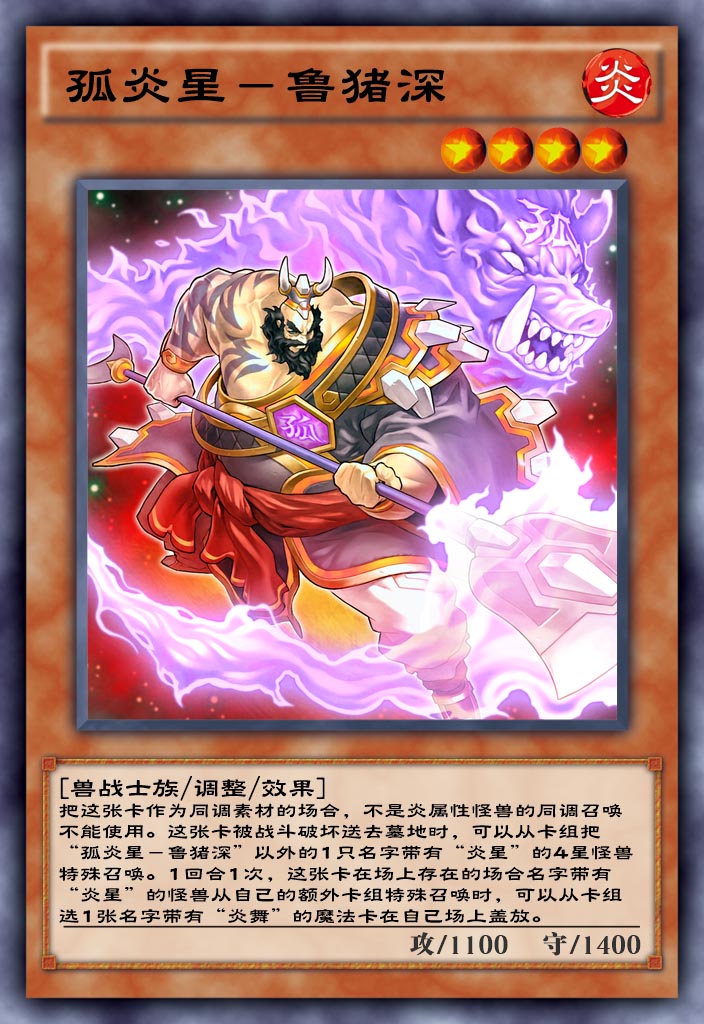 孤炎星－鲁猪深
炎
孤
孤
[兽战士族/调整/效果]
把这张卡作为同调素材的场合，不是炎属性怪兽的同调召唤
不能使用。这张卡被战斗破坏送去墓地时，可以从卡组把
“孤炎星－鲁猪深”以外的1只名字带有“炎星”的4星怪兽
特殊召唤。1回合1次，这张卡在场上存在的场合名字带有
“炎星”的怪兽从自己的额外卡组特殊召唤时，可以从卡组
选1张名字带有“炎舞”的魔法卡在自己场上盖放。
攻/1100 守/1400